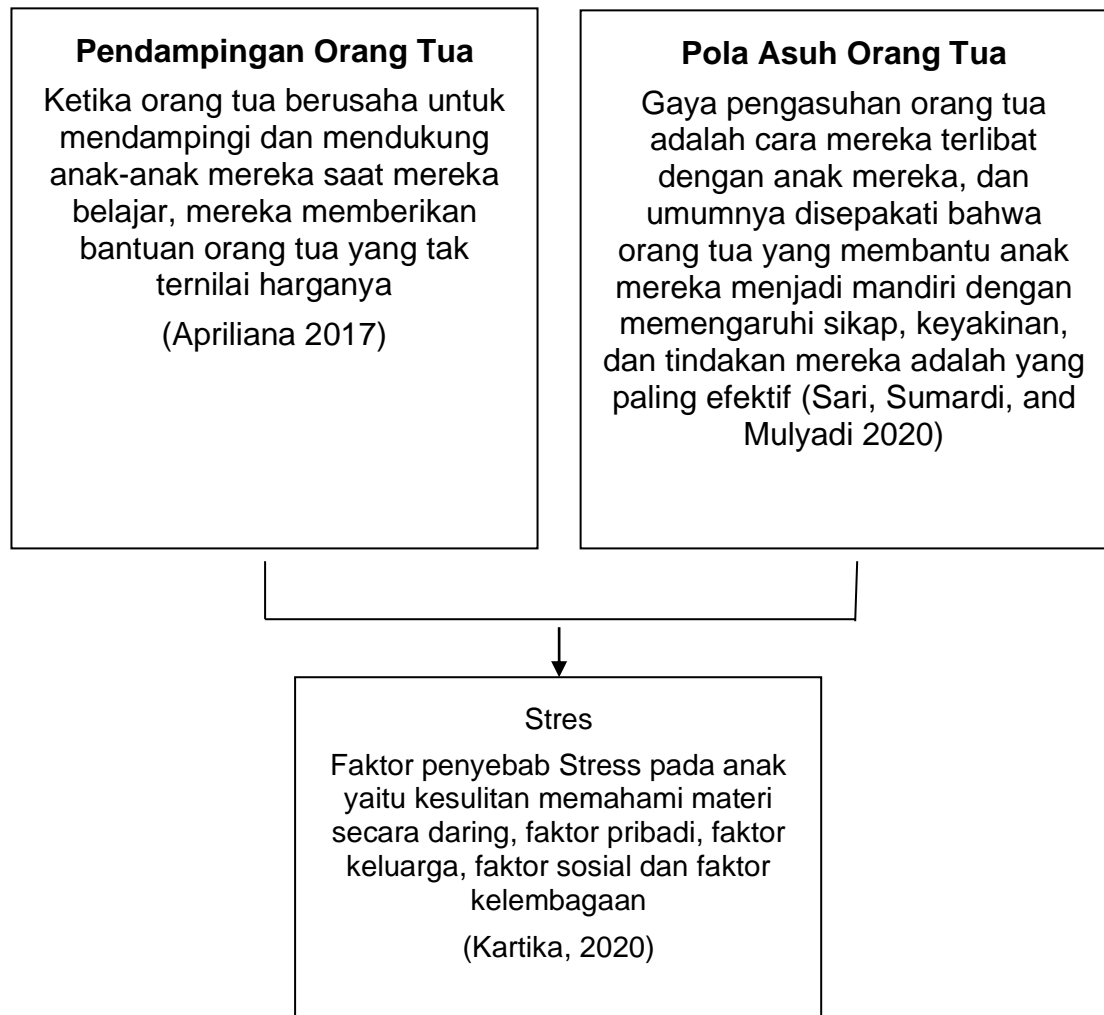 Pendampingan Orang Tua
Ketika orang tua berusaha untuk
mendampingi dan mendukung
anak-anak mereka saat mereka
belajar, mereka memberikan
bantuan orang tua yang tak
ternilai harganya
(Apriliana 2017)
Pola Asuh Orang Tua
Gaya pengasuhan orang tua
adalah cara mereka terlibat
dengan anak mereka, dan
umumnya disepakati bahwa
orang tua yang membantu anak
mereka menjadi mandiri dengan
memengaruhi sikap, keyakinan,
dan tindakan mereka adalah yang
paling efektif (Sari, Sumardi, and
Mulyadi 2020)
Stres
Faktor penyebab Stress pada anak
yaitu kesulitan memahami materi
secara daring, faktor pribadi, faktor
keluarga, faktor sosial dan faktor
kelembagaan
(Kartika, 2020)